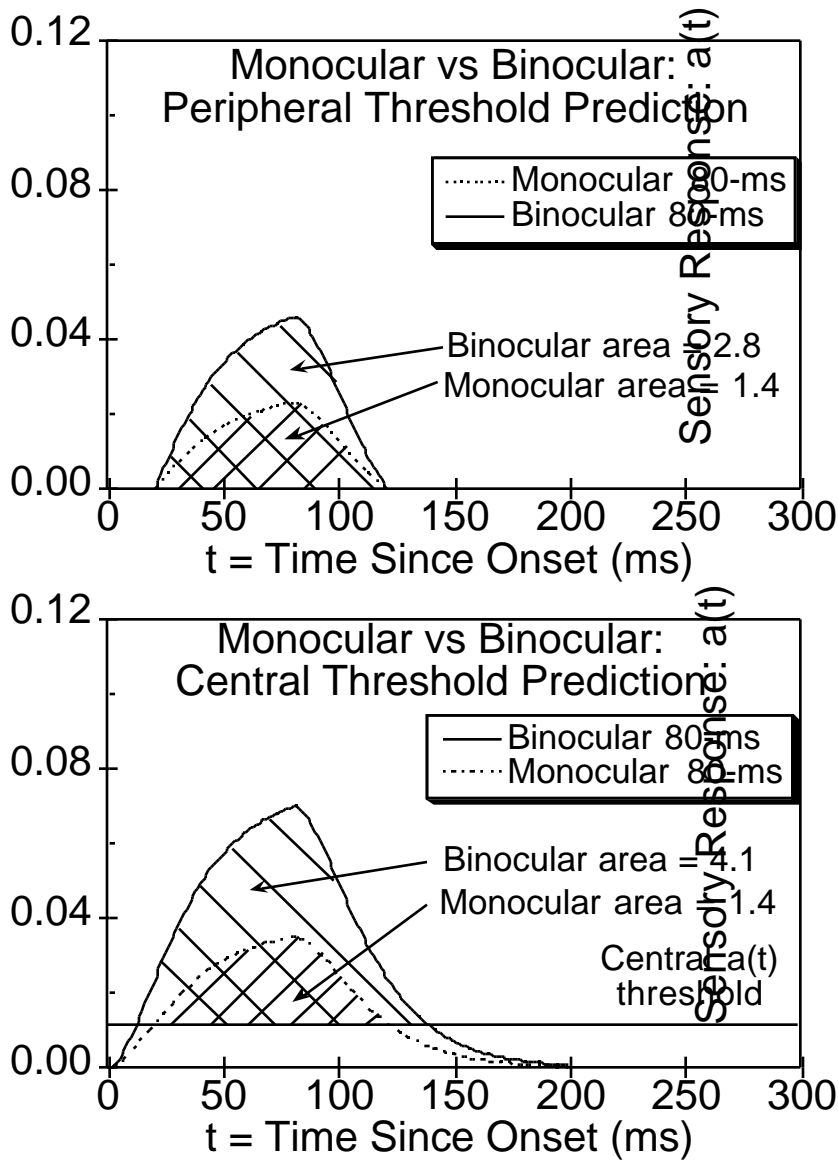 0.12
Monocular vs Binocular:
Peripheral Threshold Prediction
Sensory Response: a(t)
0.08
Monocular 80-ms
Binocular 80-ms
0.04
Binocular area = 2.8
Monocular area = 1.4
0.00
0 50 100 150 200 250 300
t = Time Since Onset (ms)
0.12
Monocular vs Binocular:
Central Threshold Prediction
Sensory Response: a(t)
0.08
Binocular 80-ms
Monocular 80-ms
Binocular area = 4.1
0.04
Monocular area = 1.4
Central a(t)
threshold
0.00
0 50 100 150 200 250 300
t = Time Since Onset (ms)